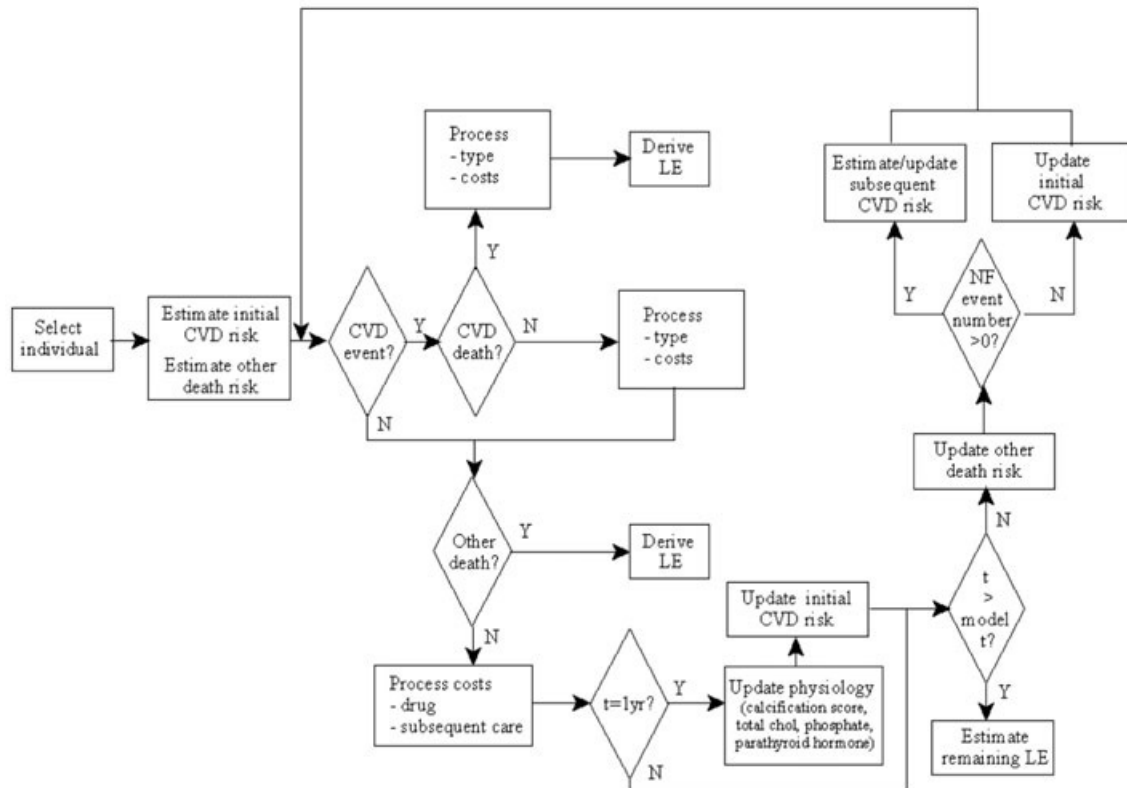 Process
- type
- costs
Derive
LE
Estimate/update
subsequent
CVD risk
Update
initial
CVD risk
Y
Y
NF
event
number
>0?
N
Select
individual
Estimate initial
CVD risk
Estimate other
death risk
CVD
event?
Y
CVD
death?
N
Process
- type
- costs
N
Update other
death risk
N
Other
death?
Y
Derive
LE
t
>
model
t?
Update initial
CVD risk
N
Process costs
- drug
- subsequent care
t=1yr?
Y
Update physiology
(calcification score,
total chol, phosphate,
parathyroid hormone)
Y
Estimate
remaining LE
N